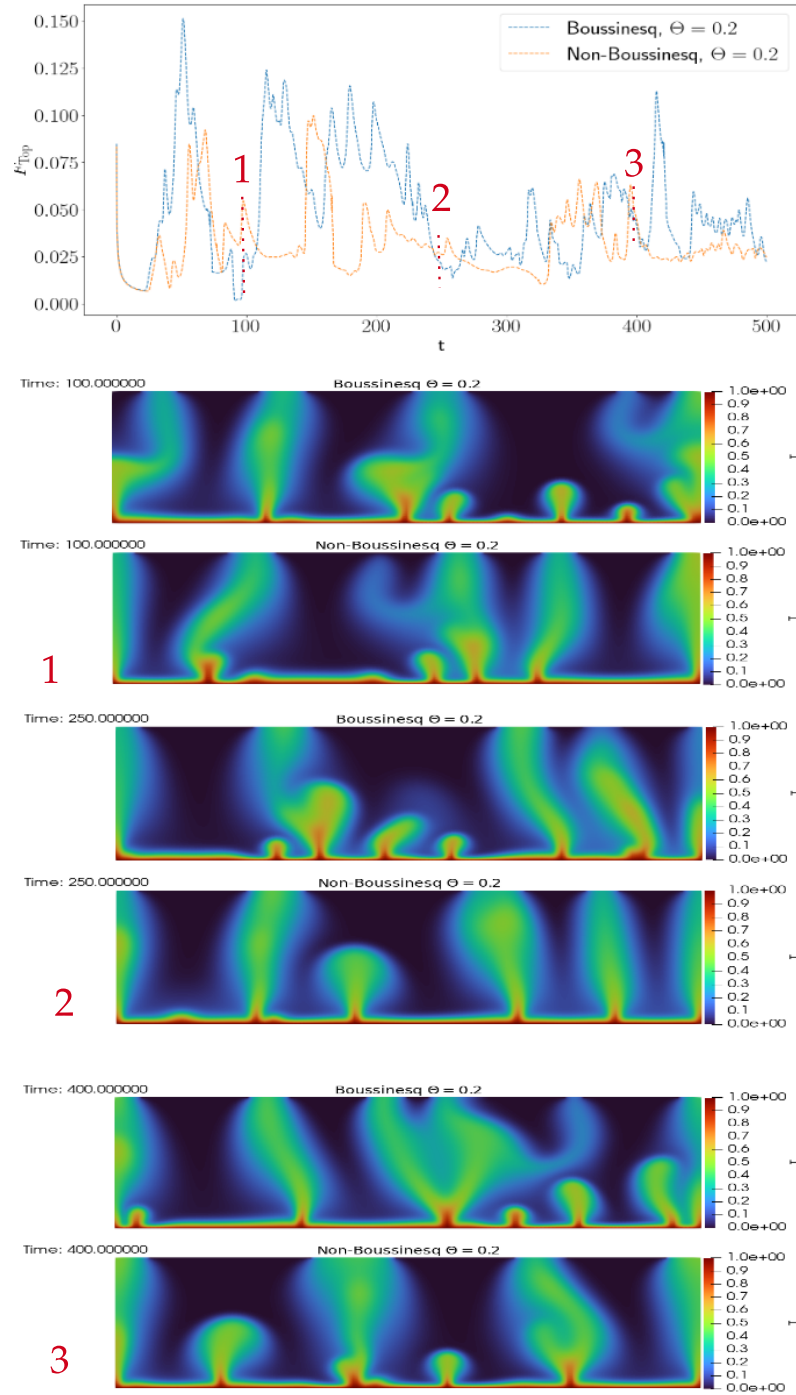 0.150
0.125
0.100
0.075
0.050
0.025
0.000
F_Top
Boussinesq, Θ = 0.2
Non-Boussinesq, Θ = 0.2
1
2
3
0 100 200 300 400 500
t
Time: 100.000000 Boussinesq Θ = 0.2
1.0e+00
0.9
0.8
0.7
0.6
0.5
0.4
0.3
0.2
0.1
0.0e+00
T
Time: 100.000000 Non-Boussinesq Θ = 0.2
1.0e+00
0.9
0.8
0.7
0.6
0.5
0.4
0.3
0.2
0.1
0.0e+00
T
1
Time: 250.000000 Boussinesq Θ = 0.2
1.0e+00
0.9
0.8
0.7
0.6
0.5
0.4
0.3
0.2
0.1
0.0e+00
T
Time: 250.000000 Non-Boussinesq Θ = 0.2
1.0e+00
0.9
0.8
0.7
0.6
0.5
0.4
0.3
0.2
0.1
0.0e+00
T
2
Time: 400.000000 Boussinesq Θ = 0.2
1.0e+00
0.9
0.8
0.7
0.6
0.5
0.4
0.3
0.2
0.1
0.0e+00
T
Time: 400.000000 Non-Boussinesq Θ = 0.2
1.0e+00
0.9
0.8
0.7
0.6
0.5
0.4
0.3
0.2
0.1
0.0e+00
T
3